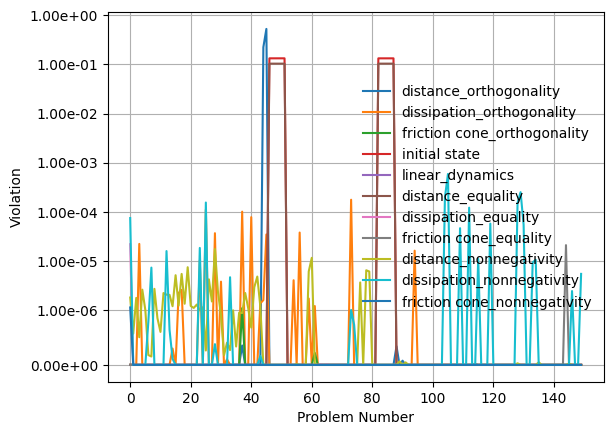 1.00e+00
1.00e-01
1.00e-02
1.00e-03
1.00e-04
1.00e-05
1.00e-06
0.00e+00
Violation
distance_orthogonality
dissipation_orthogonality
friction cone_orthogonality
initial state
linear_dynamics
distance_equality
dissipation_equality
friction cone_equality
distance_nonnegativity
dissipation_nonnegativity
friction cone_nonnegativity
0 20 40 60 80 100 120 140
Problem Number